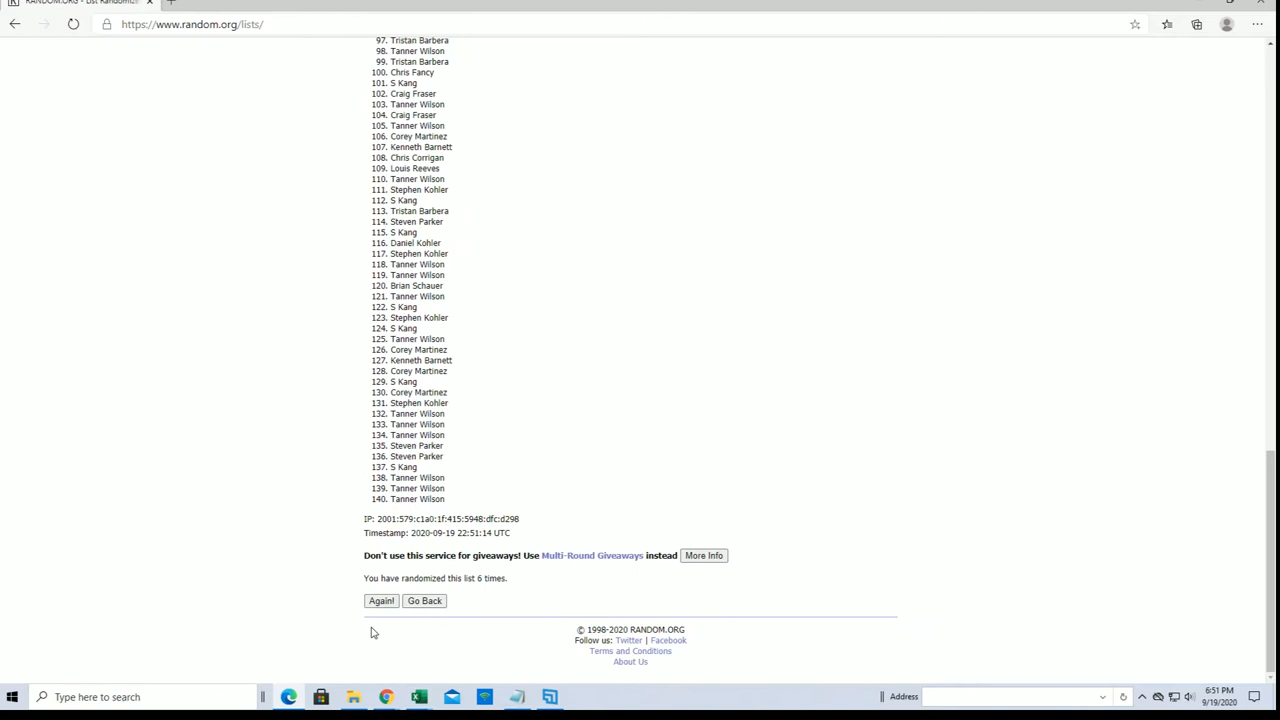 RANDOM.ORG - List Randomiz
https://www.random.org/lists/
97. Tristan Barbera
98. Tanner Wilson
99. Tristan Barbera
100. Chris Fancy
101. S Kang
102. Craig Fraser
103. Tanner Wilson
104. Craig Fraser
105. Tanner Wilson
106. Corey Martinez
107. Kenneth Barnett
108. Chris Corrigan
109. Louis Reeves
110. Tanner Wilson
111. Stephen Kohler
112. S Kang
113. Tristan Barbera
114. Steven Parker
115. S Kang
116. Daniel Kohler
117. Stephen Kohler
118. Tanner Wilson
119. Tanner Wilson
120. Brian Schauer
121. Tanner Wilson
122. S Kang
123. Stephen Kohler
124. S Kang
125. Tanner Wilson
126. Corey Martinez
127. Kenneth Barnett
128. Corey Martinez
129. S Kang
130. Corey Martinez
131. Stephen Kohler
132. Tanner Wilson
133. Tanner Wilson
134. Tanner Wilson
135. Steven Parker
136. Steven Parker
137. S Kang
138. Tanner Wilson
139. Tanner Wilson
140. Tanner Wilson
IP: 2001:579:c1a0:1f:415:5948:dfc:d298
Timestamp: 2020-09-19 22:51:14 UTC
Don't use this service for giveaways! Use Multi-Round Giveaways instead More Info
You have randomized this list 6 times.
Again! Go Back
© 1998-2020 RANDOM.ORG
Follow us: Twitter | Facebook
Terms and Conditions
About Us
Type here to search
Address
6:51 PM
9/19/2020